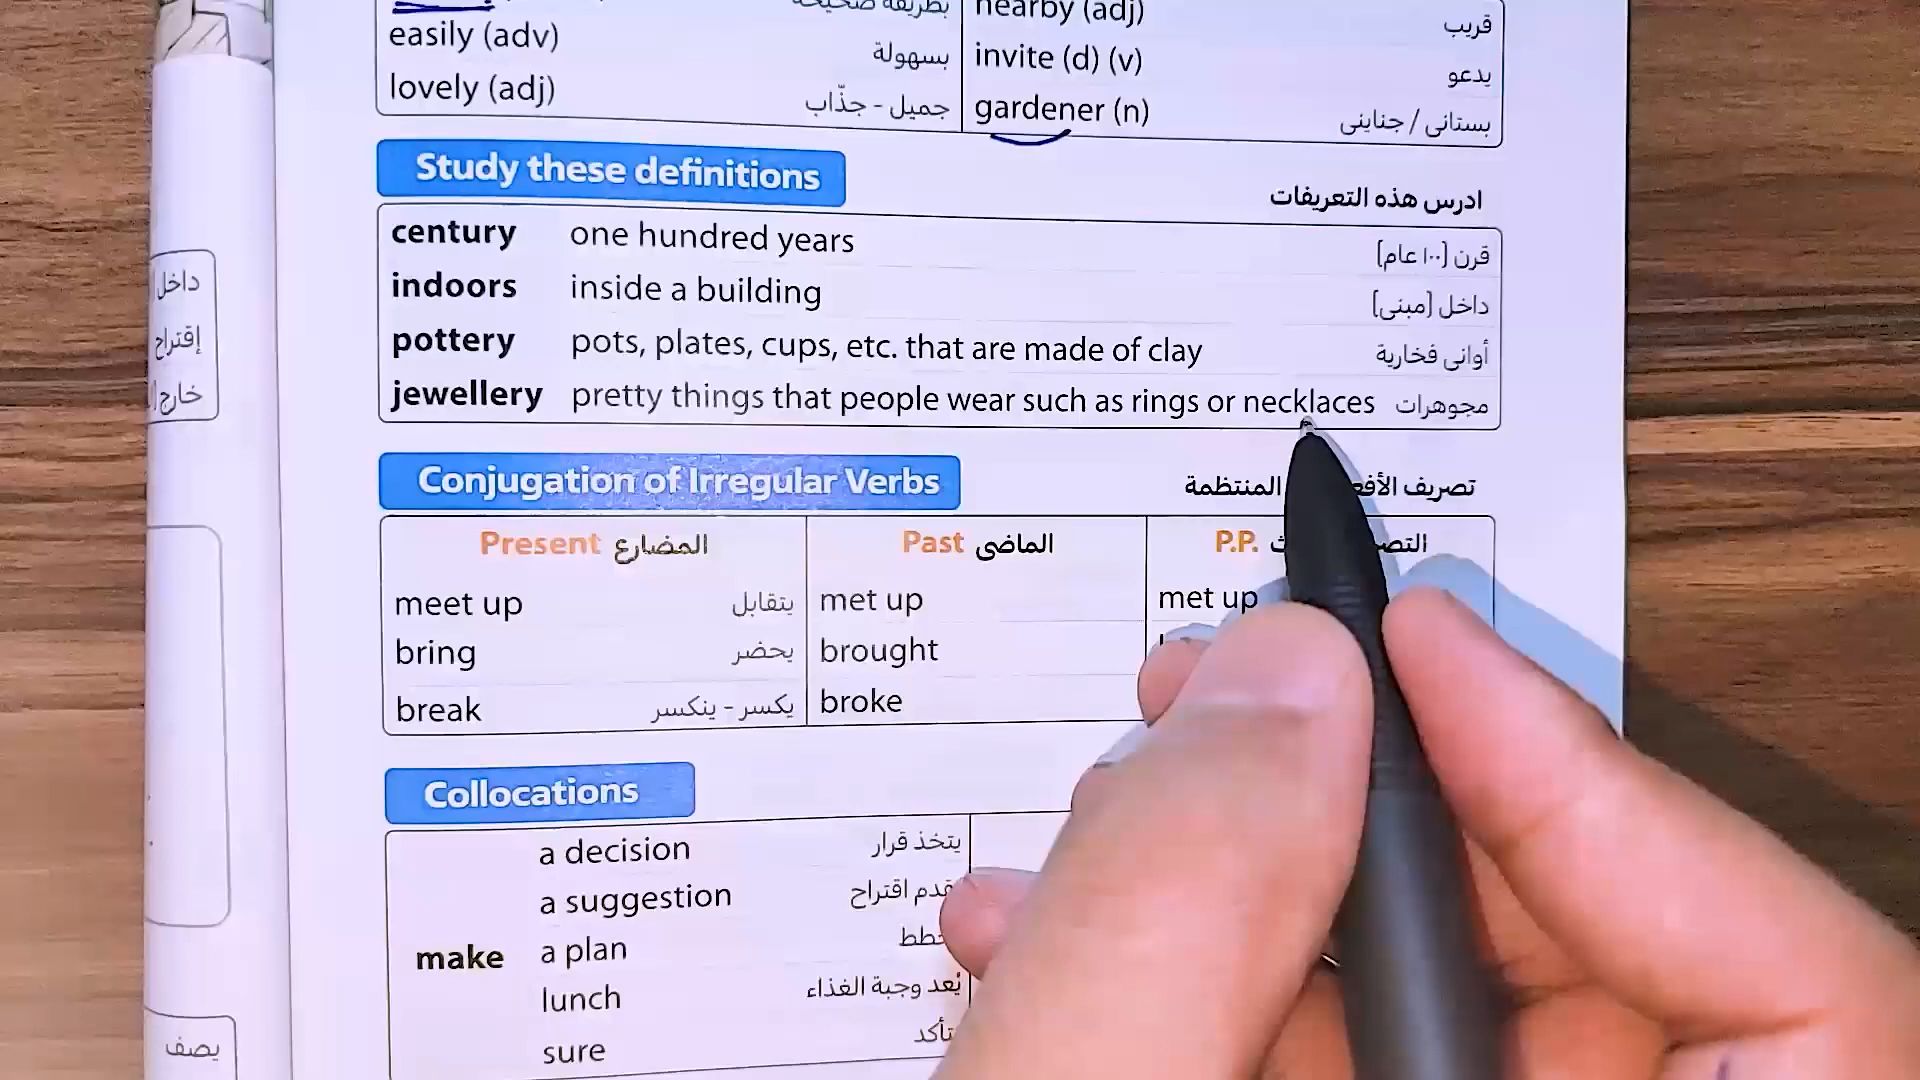 nearby (adj) قريب
easily (adv) بسهولة
invite (d) (v) يدعو
lovely (adj) جميل - جذّاب
gardener (n) بستانى / جناينى
Study these definitions ادرس هذه التعريفات
century one hundred years قرن [١٠٠ عام]
indoors inside a building داخل [مبنى]
pottery pots, plates, cups, etc. that are made of clay أوانى فخارية
jewellery pretty things that people wear such as rings or necklaces مجوهرات
Conjugation of Irregular Verbs تصريف المنتظمة
Present المضارع Past الماضى P.P.
meet up يتقابل met up met up
bring يحضر brought
break يكسر - ينكسر broke
Collocations
make
a decision يتخذ قرار
a suggestion اقتراح
a plan
lunch يُعد وجبة الغذاء
sure
داخل
إقتراح
خارج
يصف